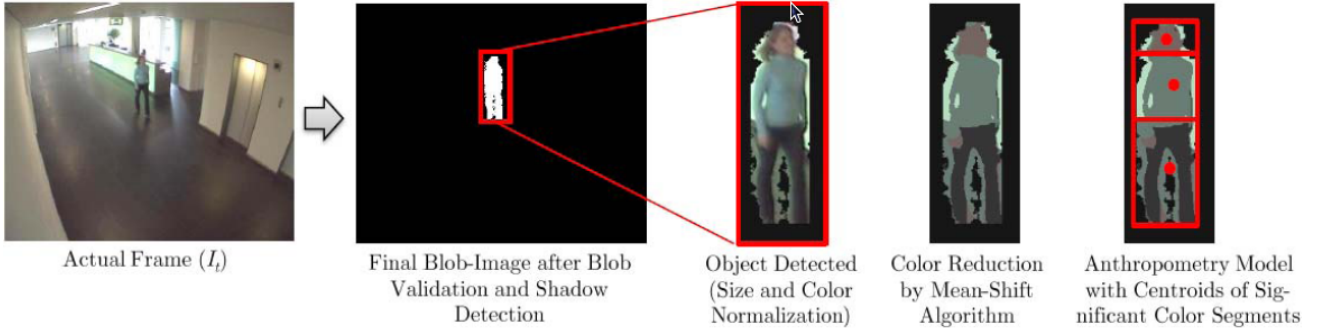 Actual Frame (I_t)
Final Blob-Image after Blob
Validation and Shadow
Detection
Object Detected
(Size and Color
Normalization)
Color Reduction
by Mean-Shift
Algorithm
Anthropometry Model
with Centroids of Sig-
nificant Color Segments